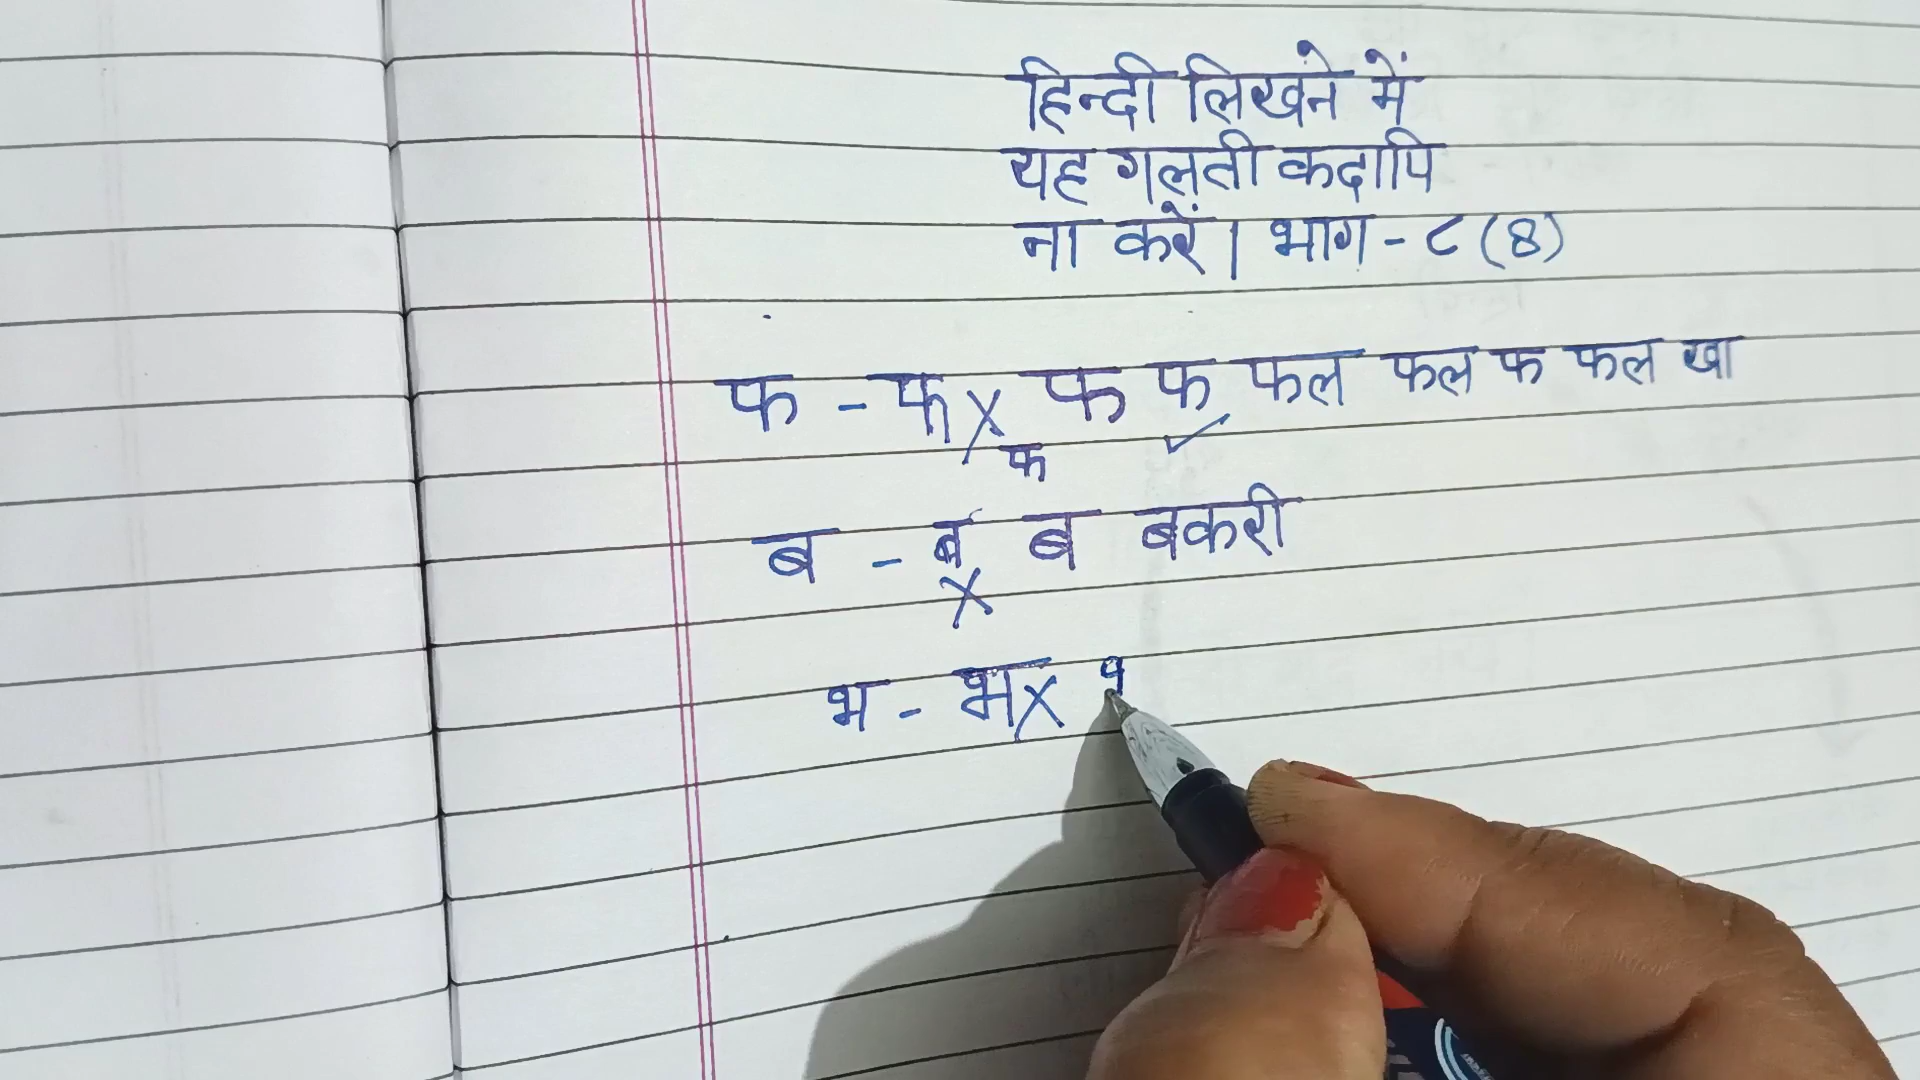 हिन्दी लिखने में
यह गलती कदापि
ना करें। भाग - ८ (8)
फ - फ X फ फ ✓ फल फल फ फल खा
फ
ब - ब X ब बकरी
भ - भ X